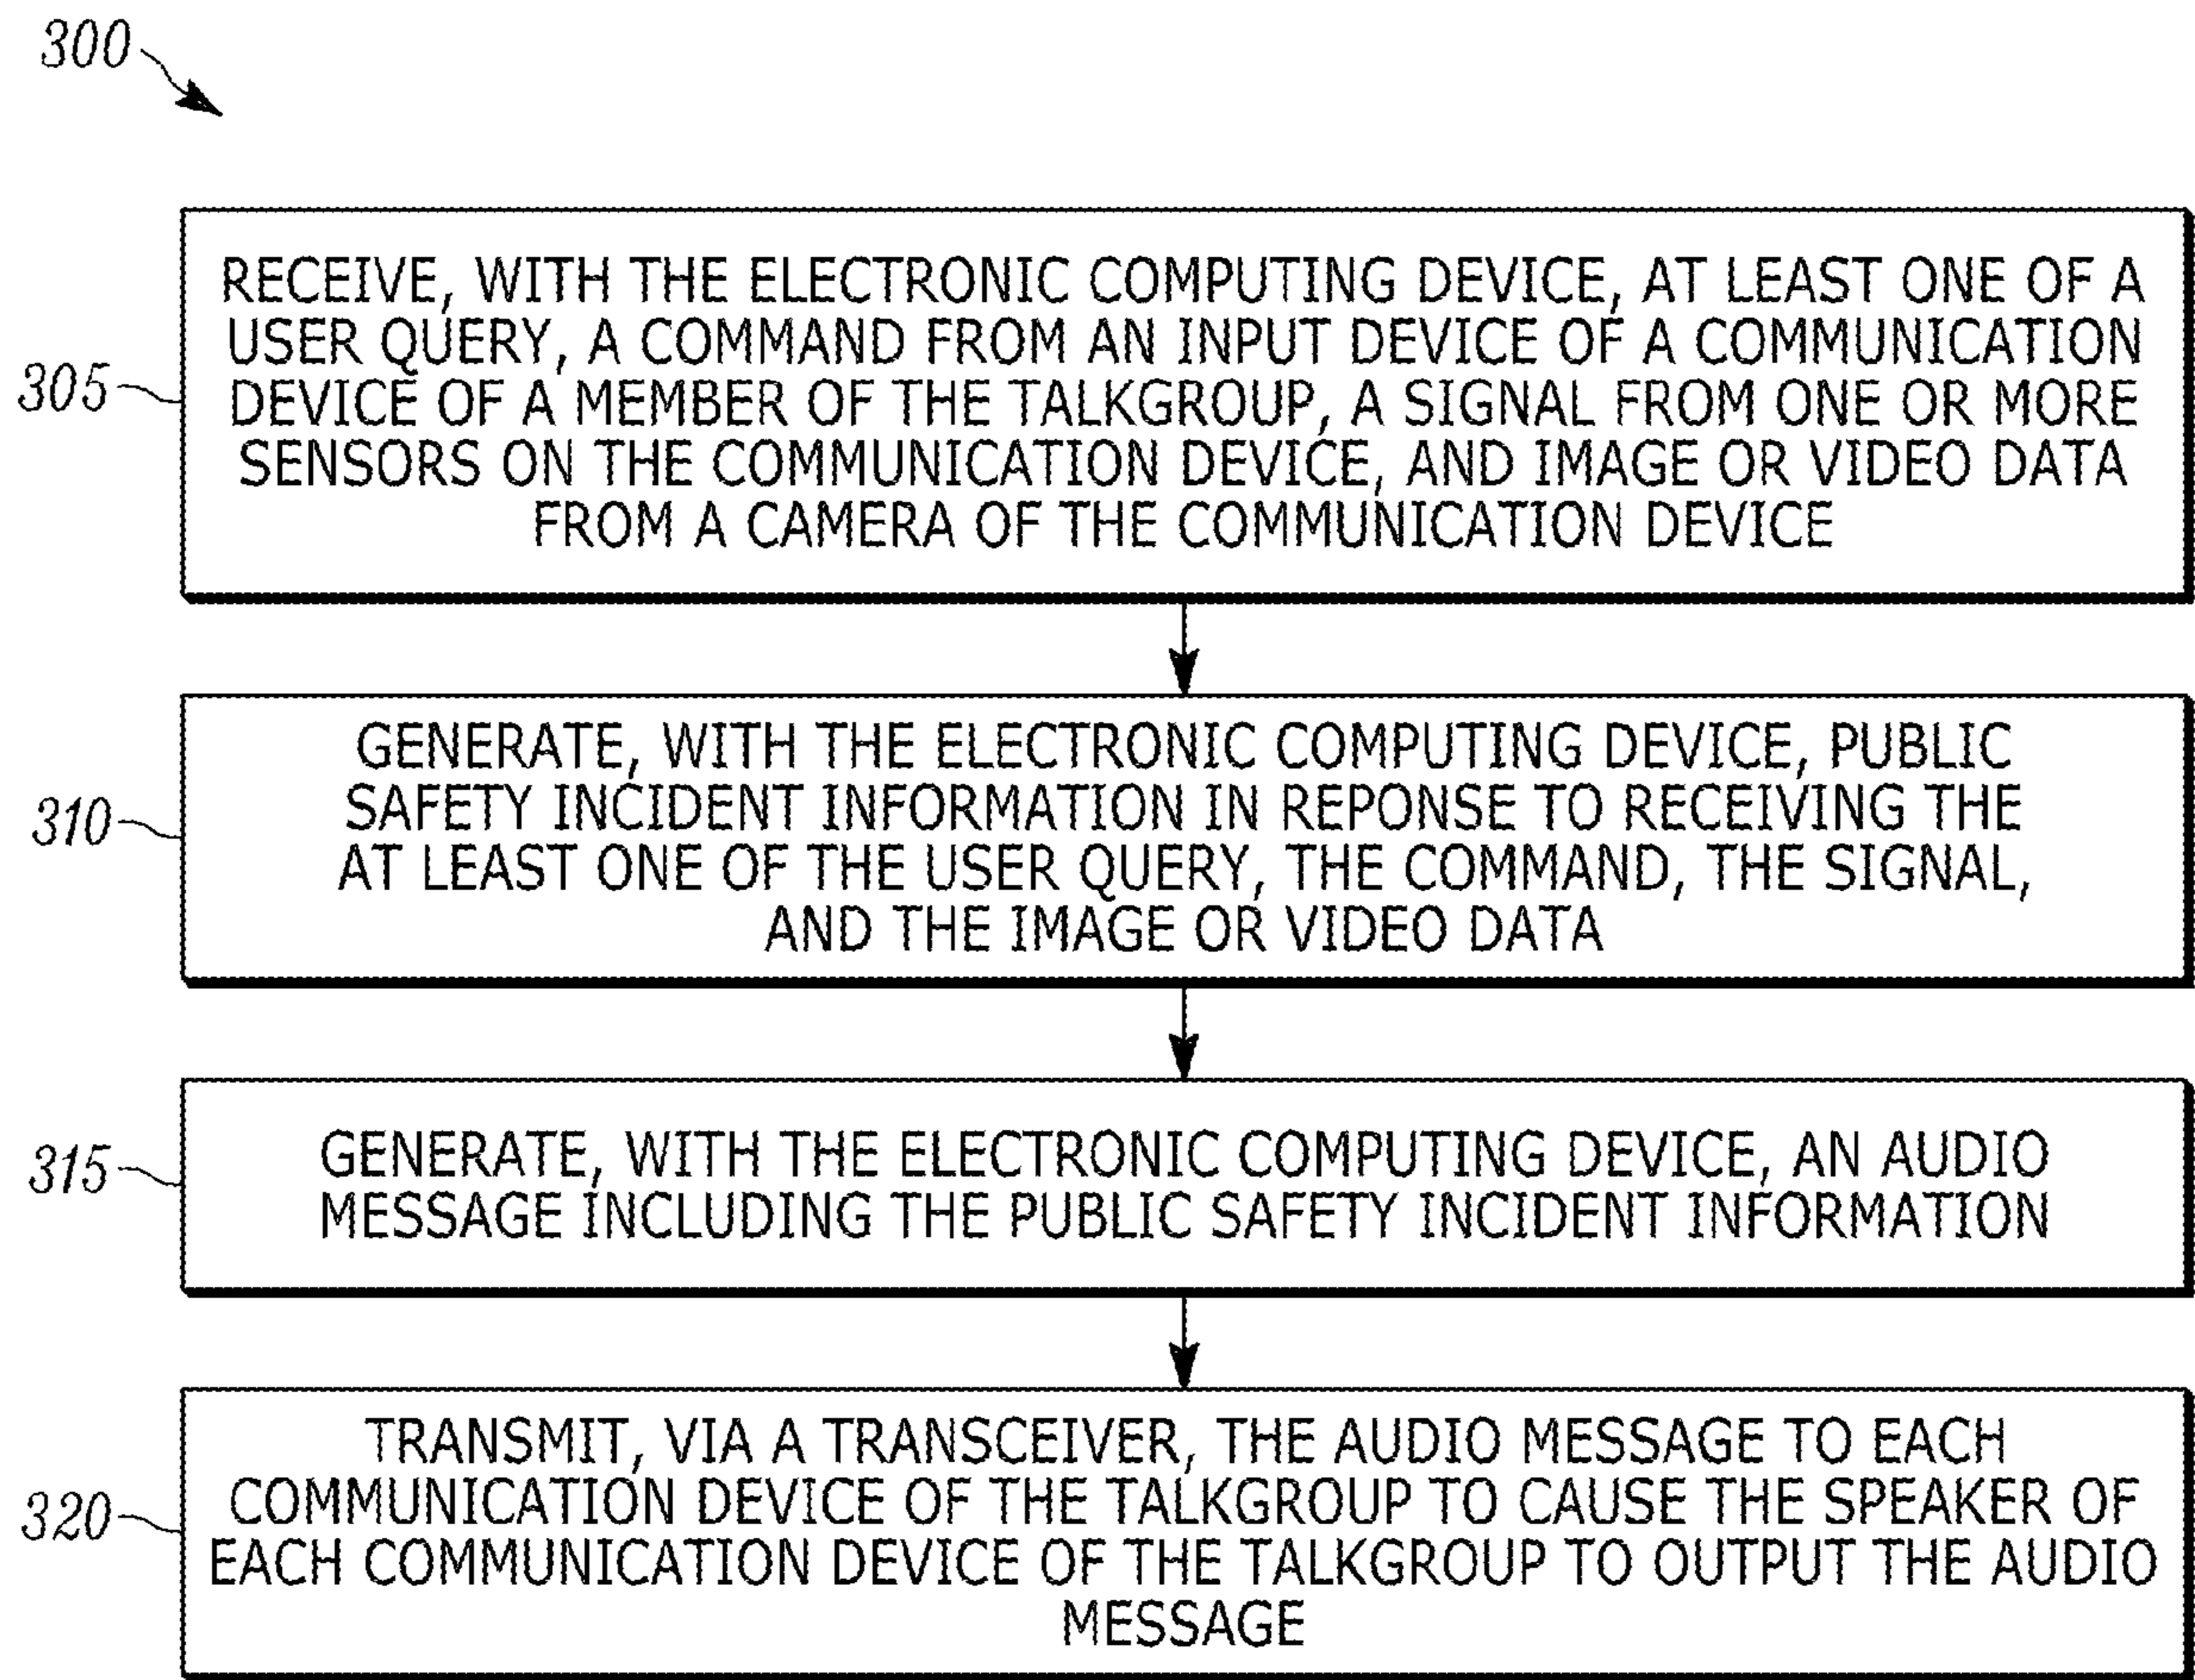 300
305
RECEIVE, WITH THE ELECTRONIC COMPUTING DEVICE, AT LEAST ONE OF A
USER QUERY, A COMMAND FROM AN INPUT DEVICE OF A COMMUNICATION
DEVICE OF A MEMBER OF THE TALKGROUP, A SIGNAL FROM ONE OR MORE
SENSORS ON THE COMMUNICATION DEVICE, AND IMAGE OR VIDEO DATA
FROM A CAMERA OF THE COMMUNICATION DEVICE
310
GENERATE, WITH THE ELECTRONIC COMPUTING DEVICE, PUBLIC
SAFETY INCIDENT INFORMATION IN REPONSE TO RECEIVING THE
AT LEAST ONE OF THE USER QUERY, THE COMMAND, THE SIGNAL,
AND THE IMAGE OR VIDEO DATA
315
GENERATE, WITH THE ELECTRONIC COMPUTING DEVICE, AN AUDIO
MESSAGE INCLUDING THE PUBLIC SAFETY INCIDENT INFORMATION
320
TRANSMIT, VIA A TRANSCEIVER, THE AUDIO MESSAGE TO EACH
COMMUNICATION DEVICE OF THE TALKGROUP TO CAUSE THE SPEAKER OF
EACH COMMUNICATION DEVICE OF THE TALKGROUP TO OUTPUT THE AUDIO
MESSAGE